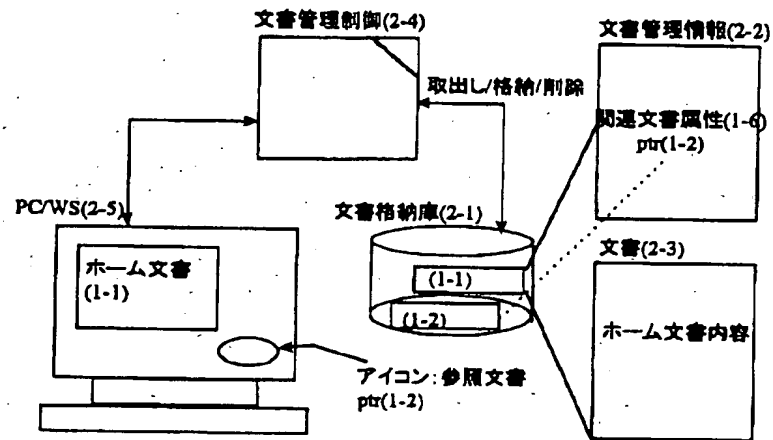 文書管理制御(2-4)
文書管理情報(2-2)
取出し/格納/削除
関連文書属性(1-6)
ptr(1-2)
PC/WS(2-5)
文書格納庫(2-1)
文書(2-3)
ホーム文書
(1-1)
(1-1)
(1-2)
ホーム文書内容
アイコン:参照文書
ptr(1-2)